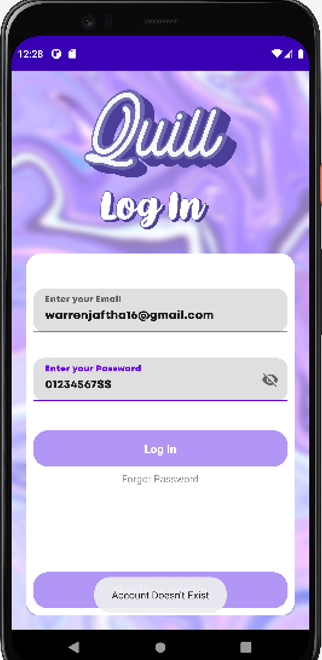 12:28
Quill
Log In
Enter your Email
warrenjaftha16@gmail.com
Enter your Password
01234567$$
Log In
Forgot Password
Account Doesn't Exist